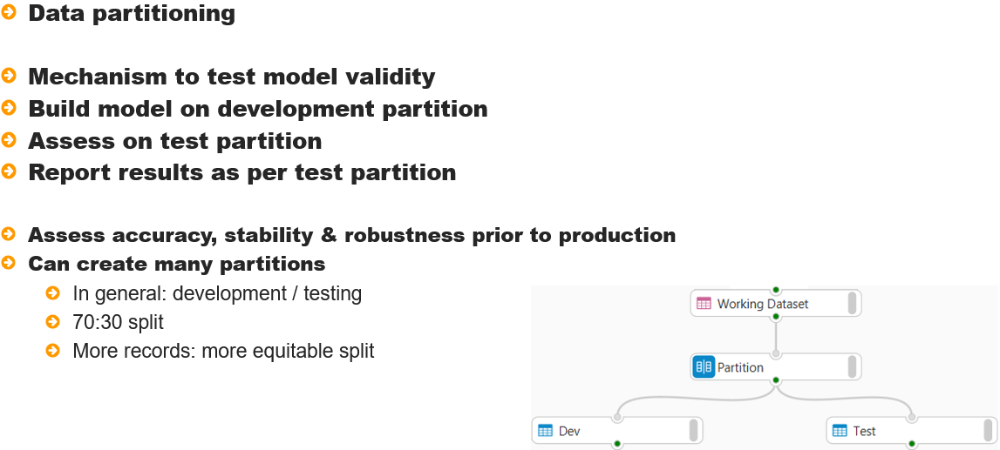 Data partitioning
Mechanism to test model validity
Build model on development partition
Assess on test partition
Report results as per test partition
Assess accuracy, stability & robustness prior to production
Can create many partitions
In general: development / testing
70:30 split
More records: more equitable split
Working Dataset
Partition
Dev
Test